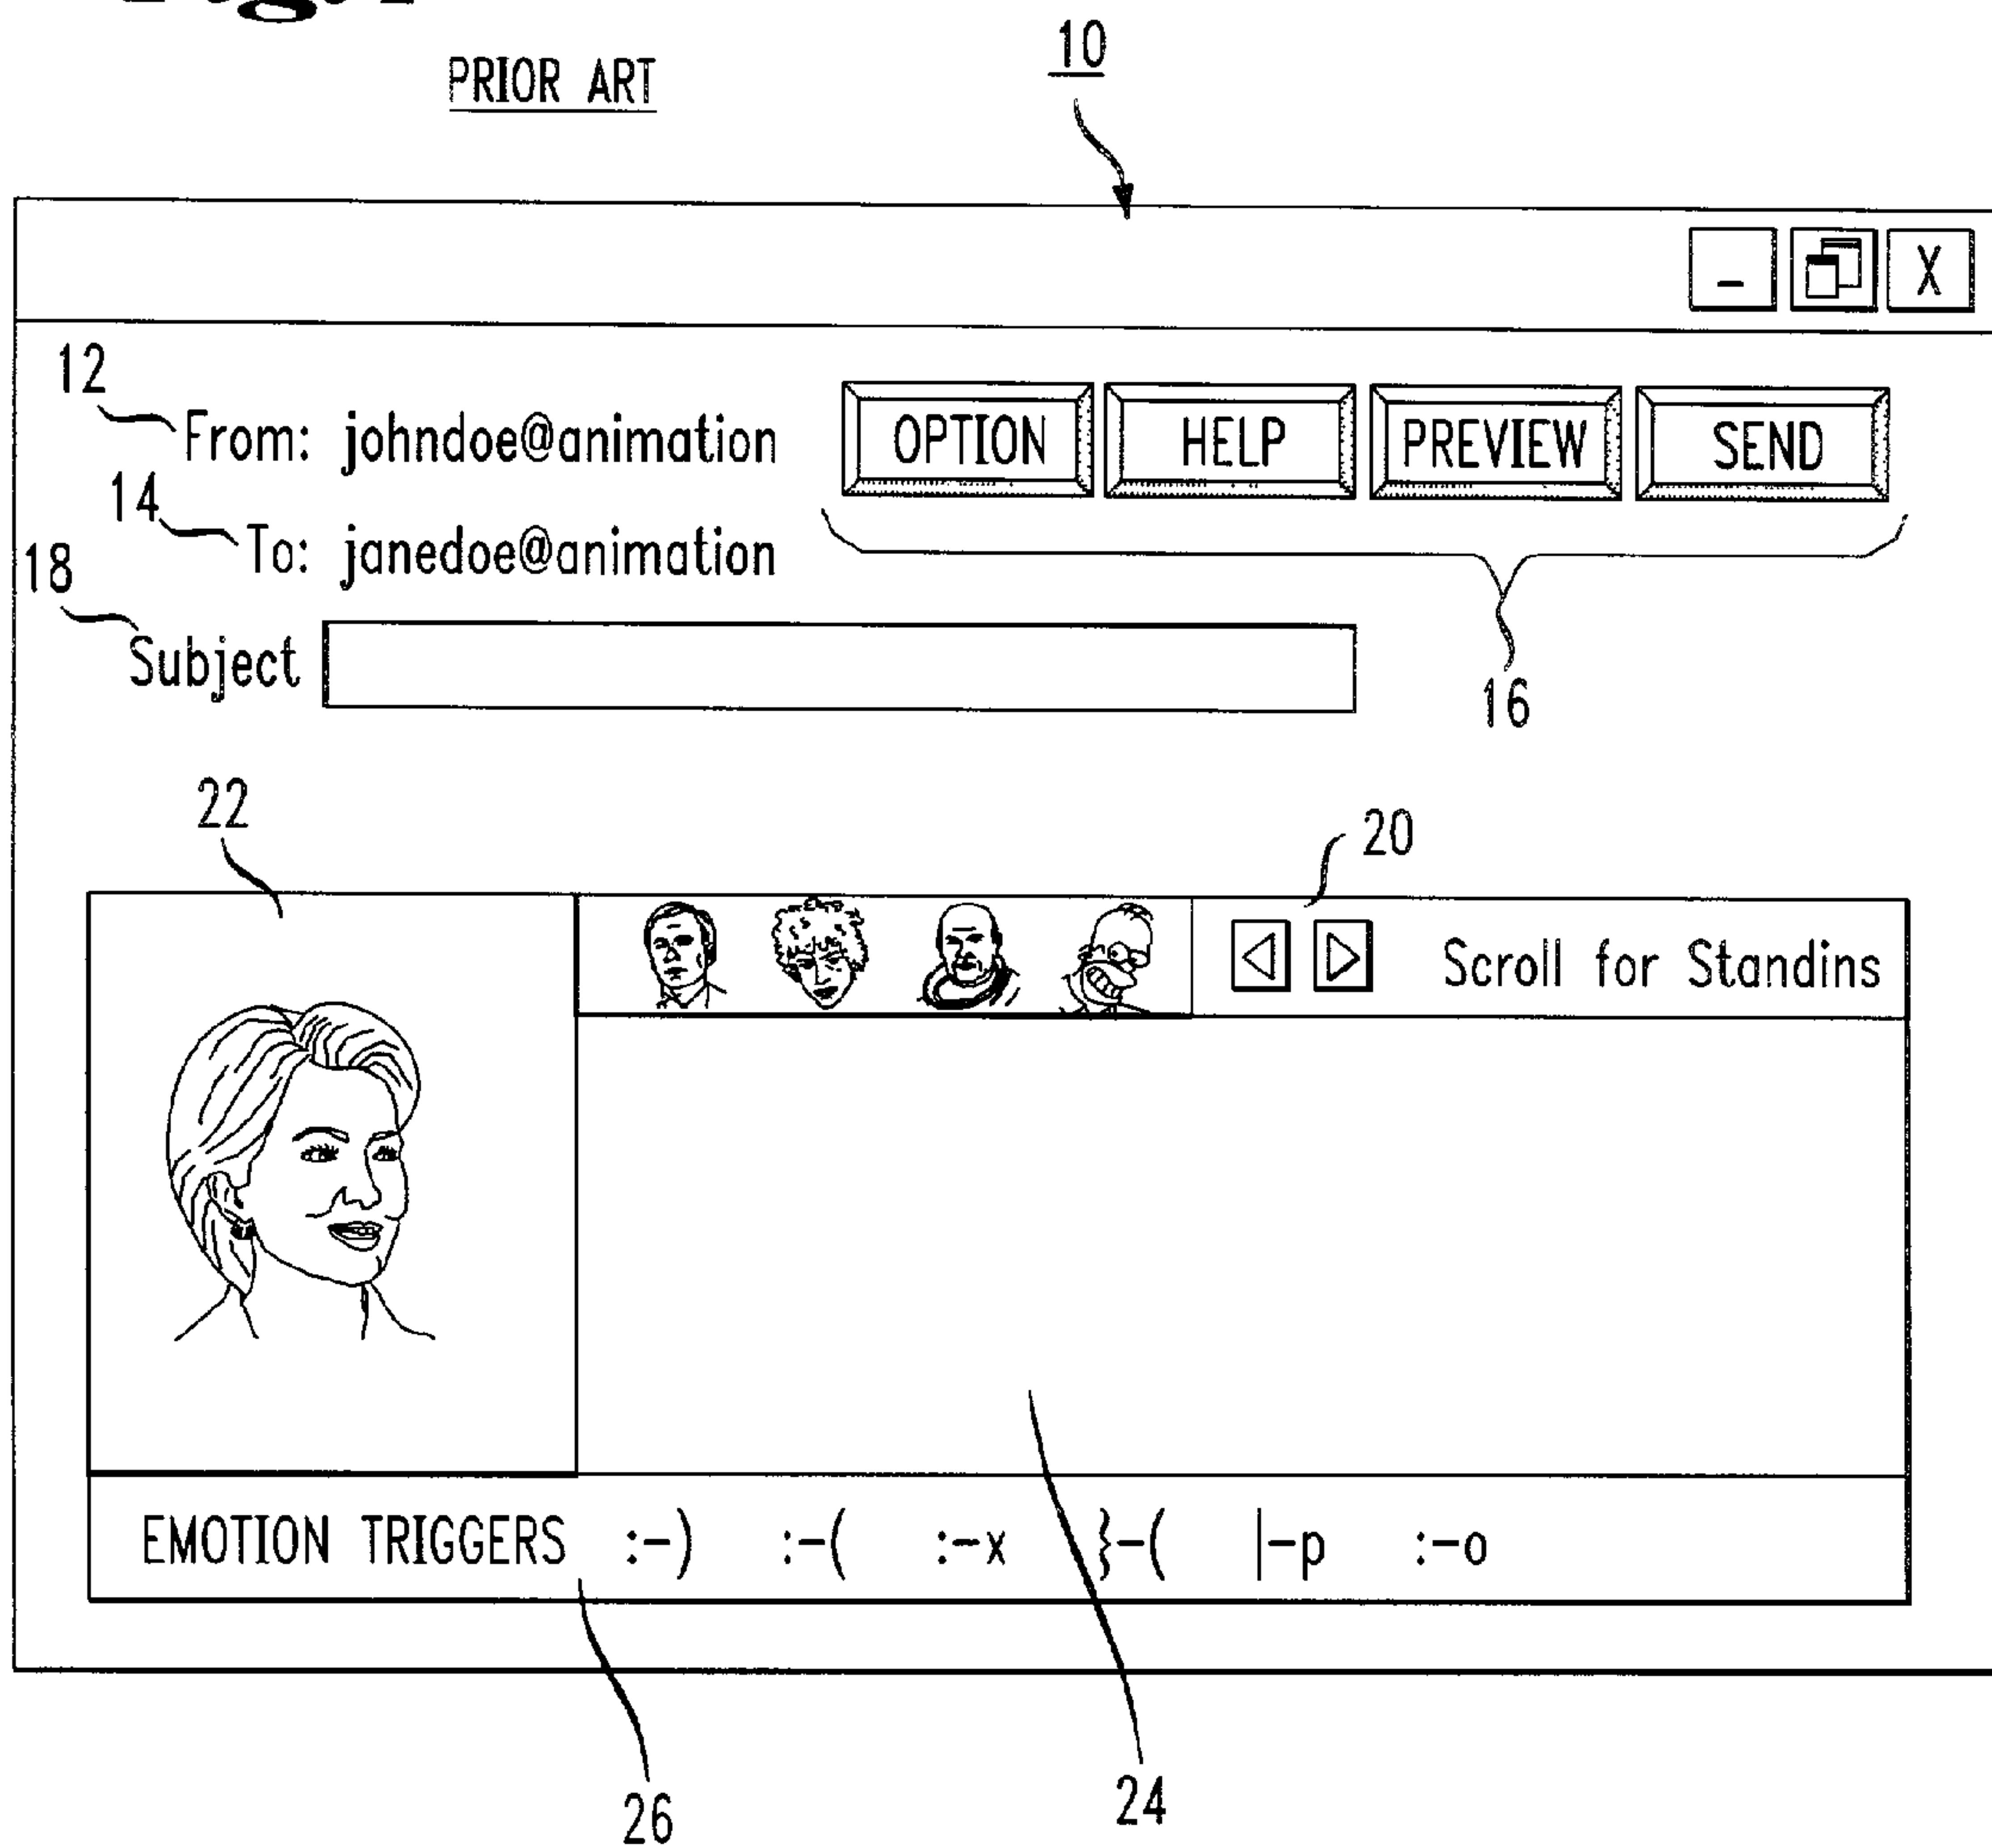 PRIOR ART
10
_ X
12
From: johndoe@animation OPTION HELP PREVIEW SEND
14
To: janedoe@animation
18
Subject
16
22
20
Scroll for Standins
EMOTION TRIGGERS :-) :-( :-x }-( |-p :-o
24
26